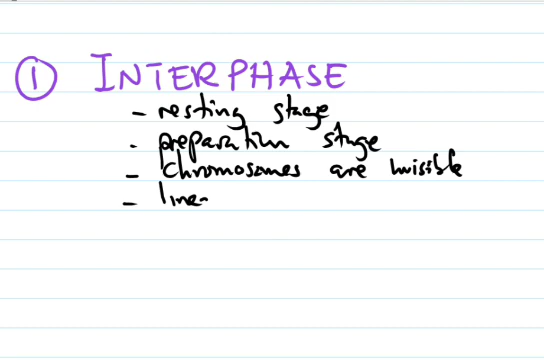 ① INTERPHASE
- resting stage
- preparation stage
- Chromosomes are invisible
- line